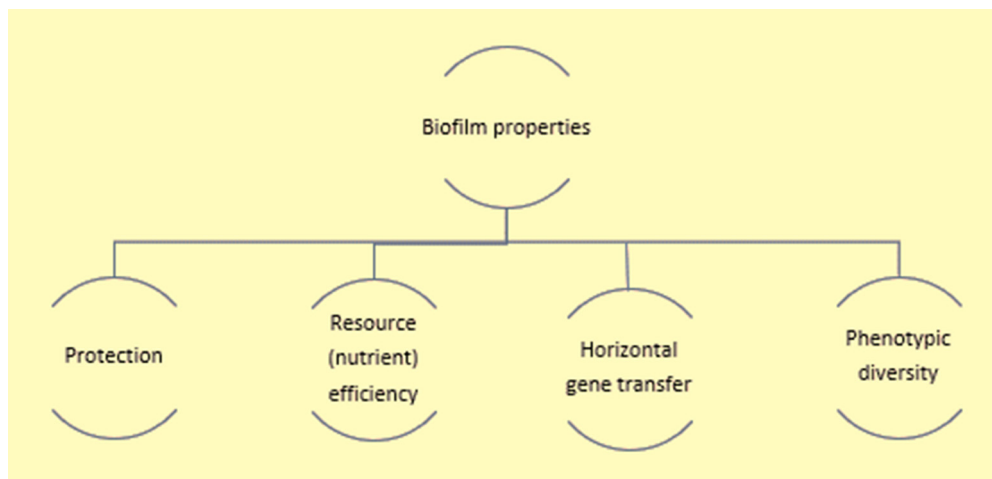 Biofilm properties
Protection
Resource
(nutrient)
efficiency
Horizontal
gene transfer
Phenotypic
diversity